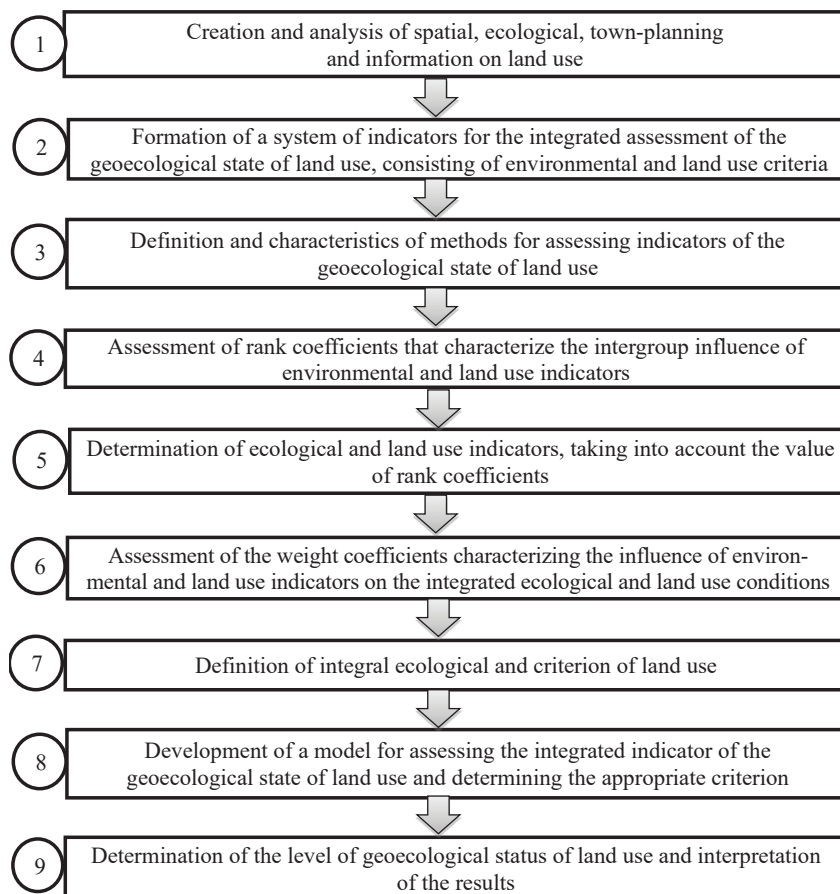 1
Creation and analysis of spatial, ecological, town-planning
and information on land use
2
Formation of a system of indicators for the integrated assessment of the
geoecological state of land use, consisting of environmental and land use criteria
3
Definition and characteristics of methods for assessing indicators of the
geoecological state of land use
4
Assessment of rank coefficients that characterize the intergroup influence of
environmental and land use indicators
5
Determination of ecological and land use indicators, taking into account the value
of rank coefficients
6
Assessment of the weight coefficients characterizing the influence of environ-
mental and land use indicators on the integrated ecological and land use conditions
7
Definition of integral ecological and criterion of land use
8
Development of a model for assessing the integrated indicator of the
geoecological state of land use and determining the appropriate criterion
9
Determination of the level of geoecological status of land use and interpretation
of the results